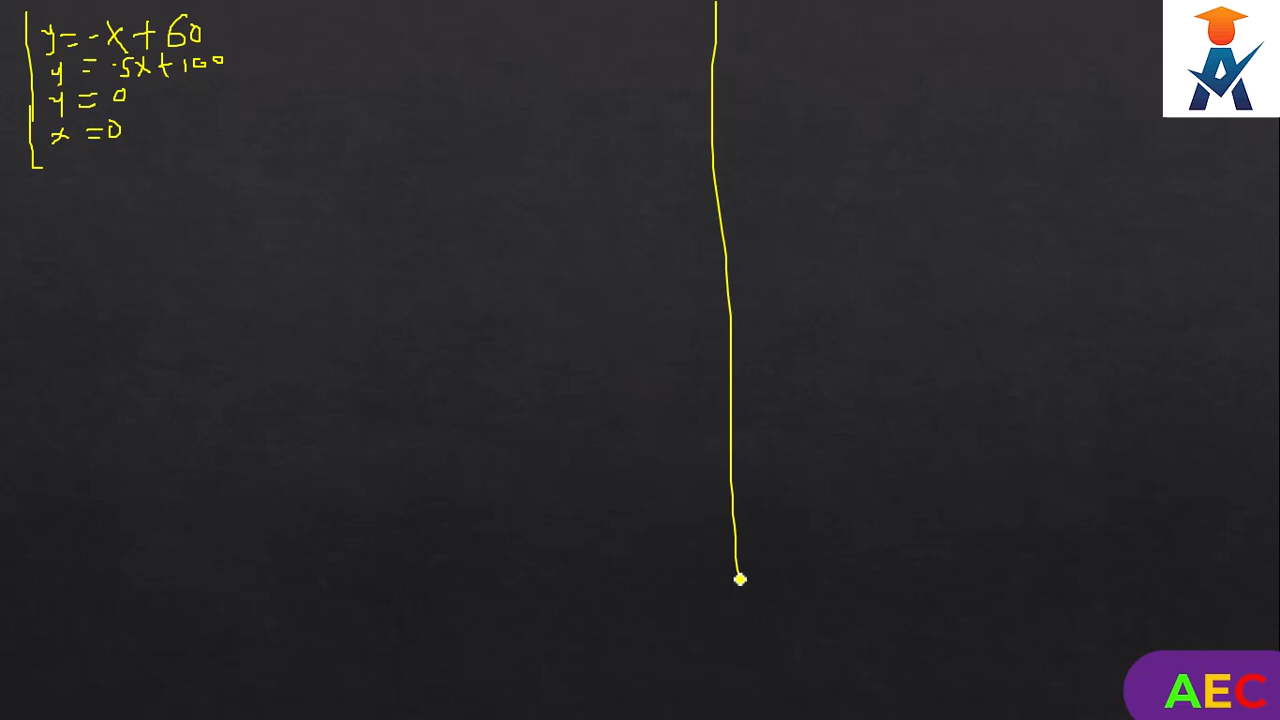 y = -x + 60
y = -5x + 100
y = 0
x = 0
AEC